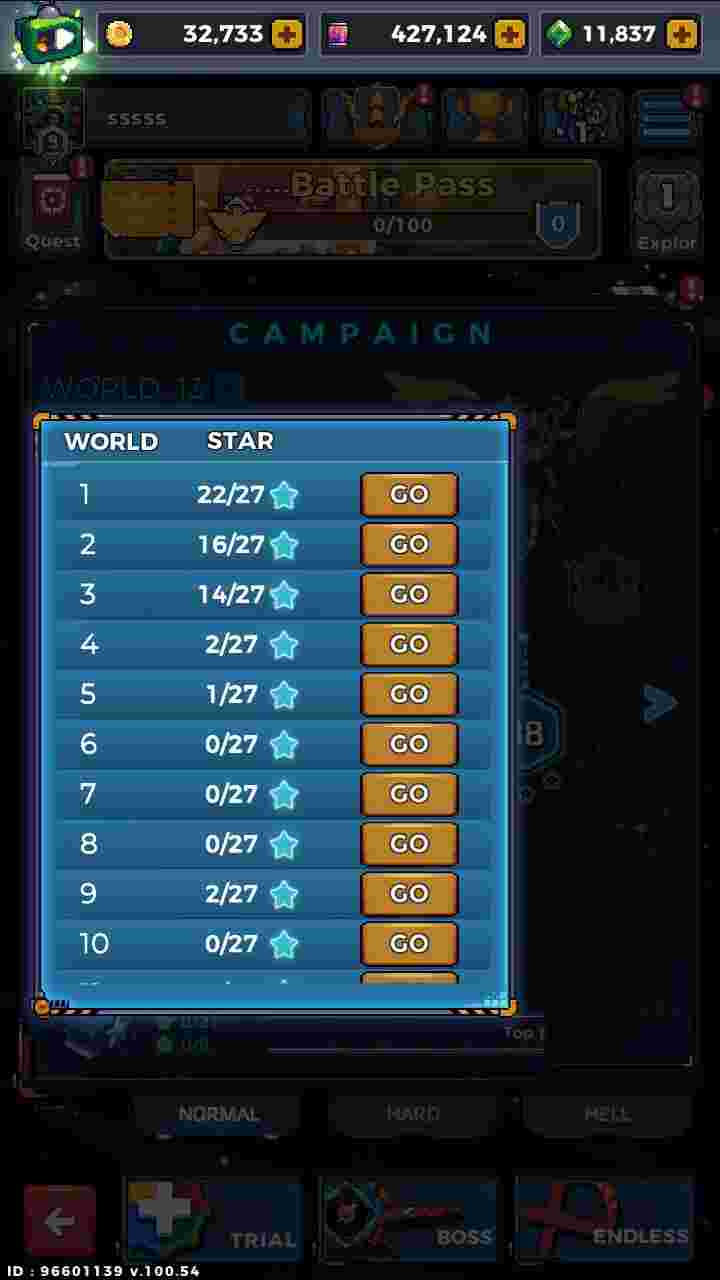 32,733 427,124 11,837
9 sssss 1
Quest Battle Pass 1
0/100 0
Explor
CAMPAIGN
WORLD 13
WORLD STAR
1 22/27 GO
2 16/27 GO
3 14/27 GO
4 2/27 GO
5 1/27 GO
6 0/27 GO
7 0/27 GO
8 0/27 GO
9 2/27 GO
10 0/27 GO
Top
NORMAL HARD HELL
TRIAL BOSS ENDLESS
ID : 96601139 v.100.54